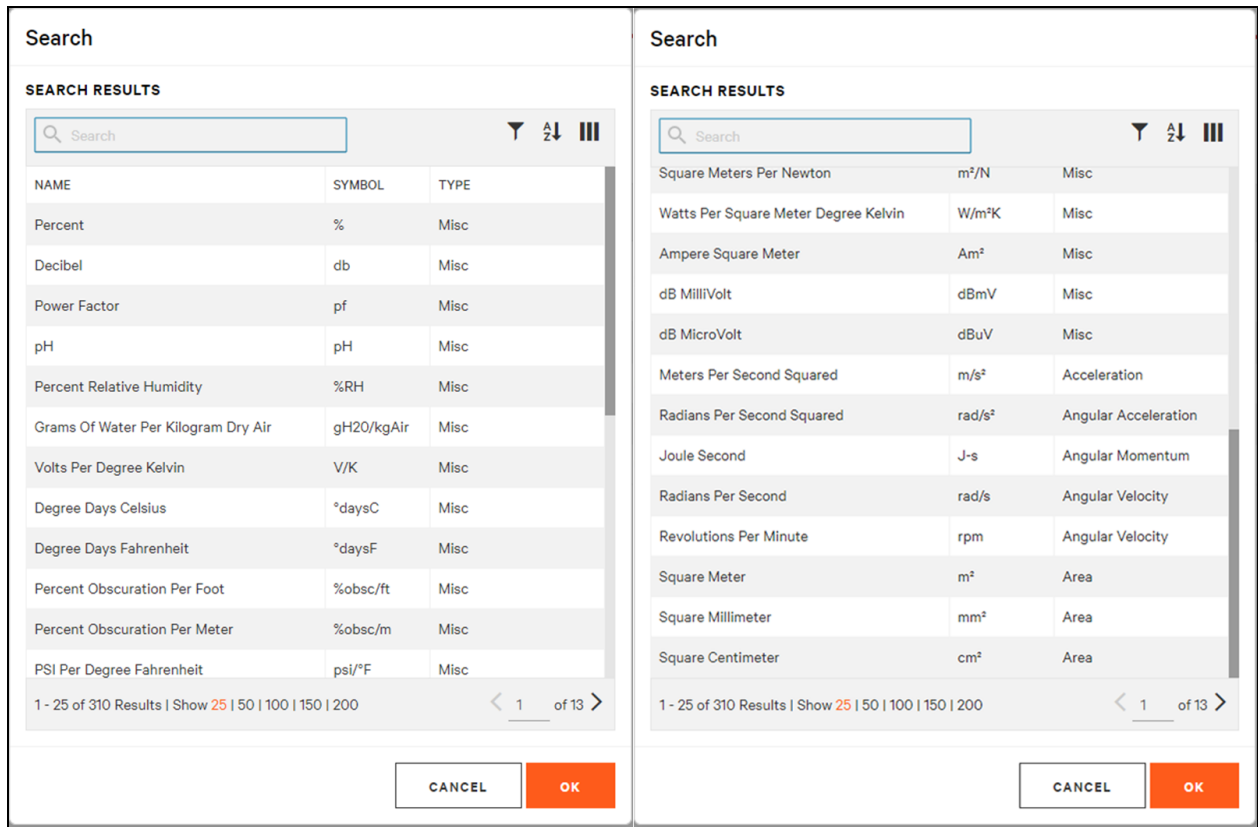 Search
SEARCH RESULTS
Search
NAME SYMBOL TYPE
Percent % Misc
Decibel db Misc
Power Factor pf Misc
pH pH Misc
Percent Relative Humidity %RH Misc
Grams Of Water Per Kilogram Dry Air gH20/kgAir Misc
Volts Per Degree Kelvin V/K Misc
Degree Days Celsius °daysC Misc
Degree Days Fahrenheit °daysF Misc
Percent Obscuration Per Foot %obsc/ft Misc
Percent Obscuration Per Meter %obsc/m Misc
PSI Per Degree Fahrenheit psi/°F Misc
1 - 25 of 310 Results | Show 25 | 50 | 100 | 150 | 200 1 of 13
CANCEL OK
Search
SEARCH RESULTS
Search
Square Meters Per Newton m²/N Misc
Watts Per Square Meter Degree Kelvin W/m²K Misc
Ampere Square Meter Am² Misc
dB MilliVolt dBmV Misc
dB MicroVolt dBuV Misc
Meters Per Second Squared m/s² Acceleration
Radians Per Second Squared rad/s² Angular Acceleration
Joule Second J-s Angular Momentum
Radians Per Second rad/s Angular Velocity
Revolutions Per Minute rpm Angular Velocity
Square Meter m² Area
Square Millimeter mm² Area
Square Centimeter cm² Area
1 - 25 of 310 Results | Show 25 | 50 | 100 | 150 | 200 1 of 13
CANCEL OK